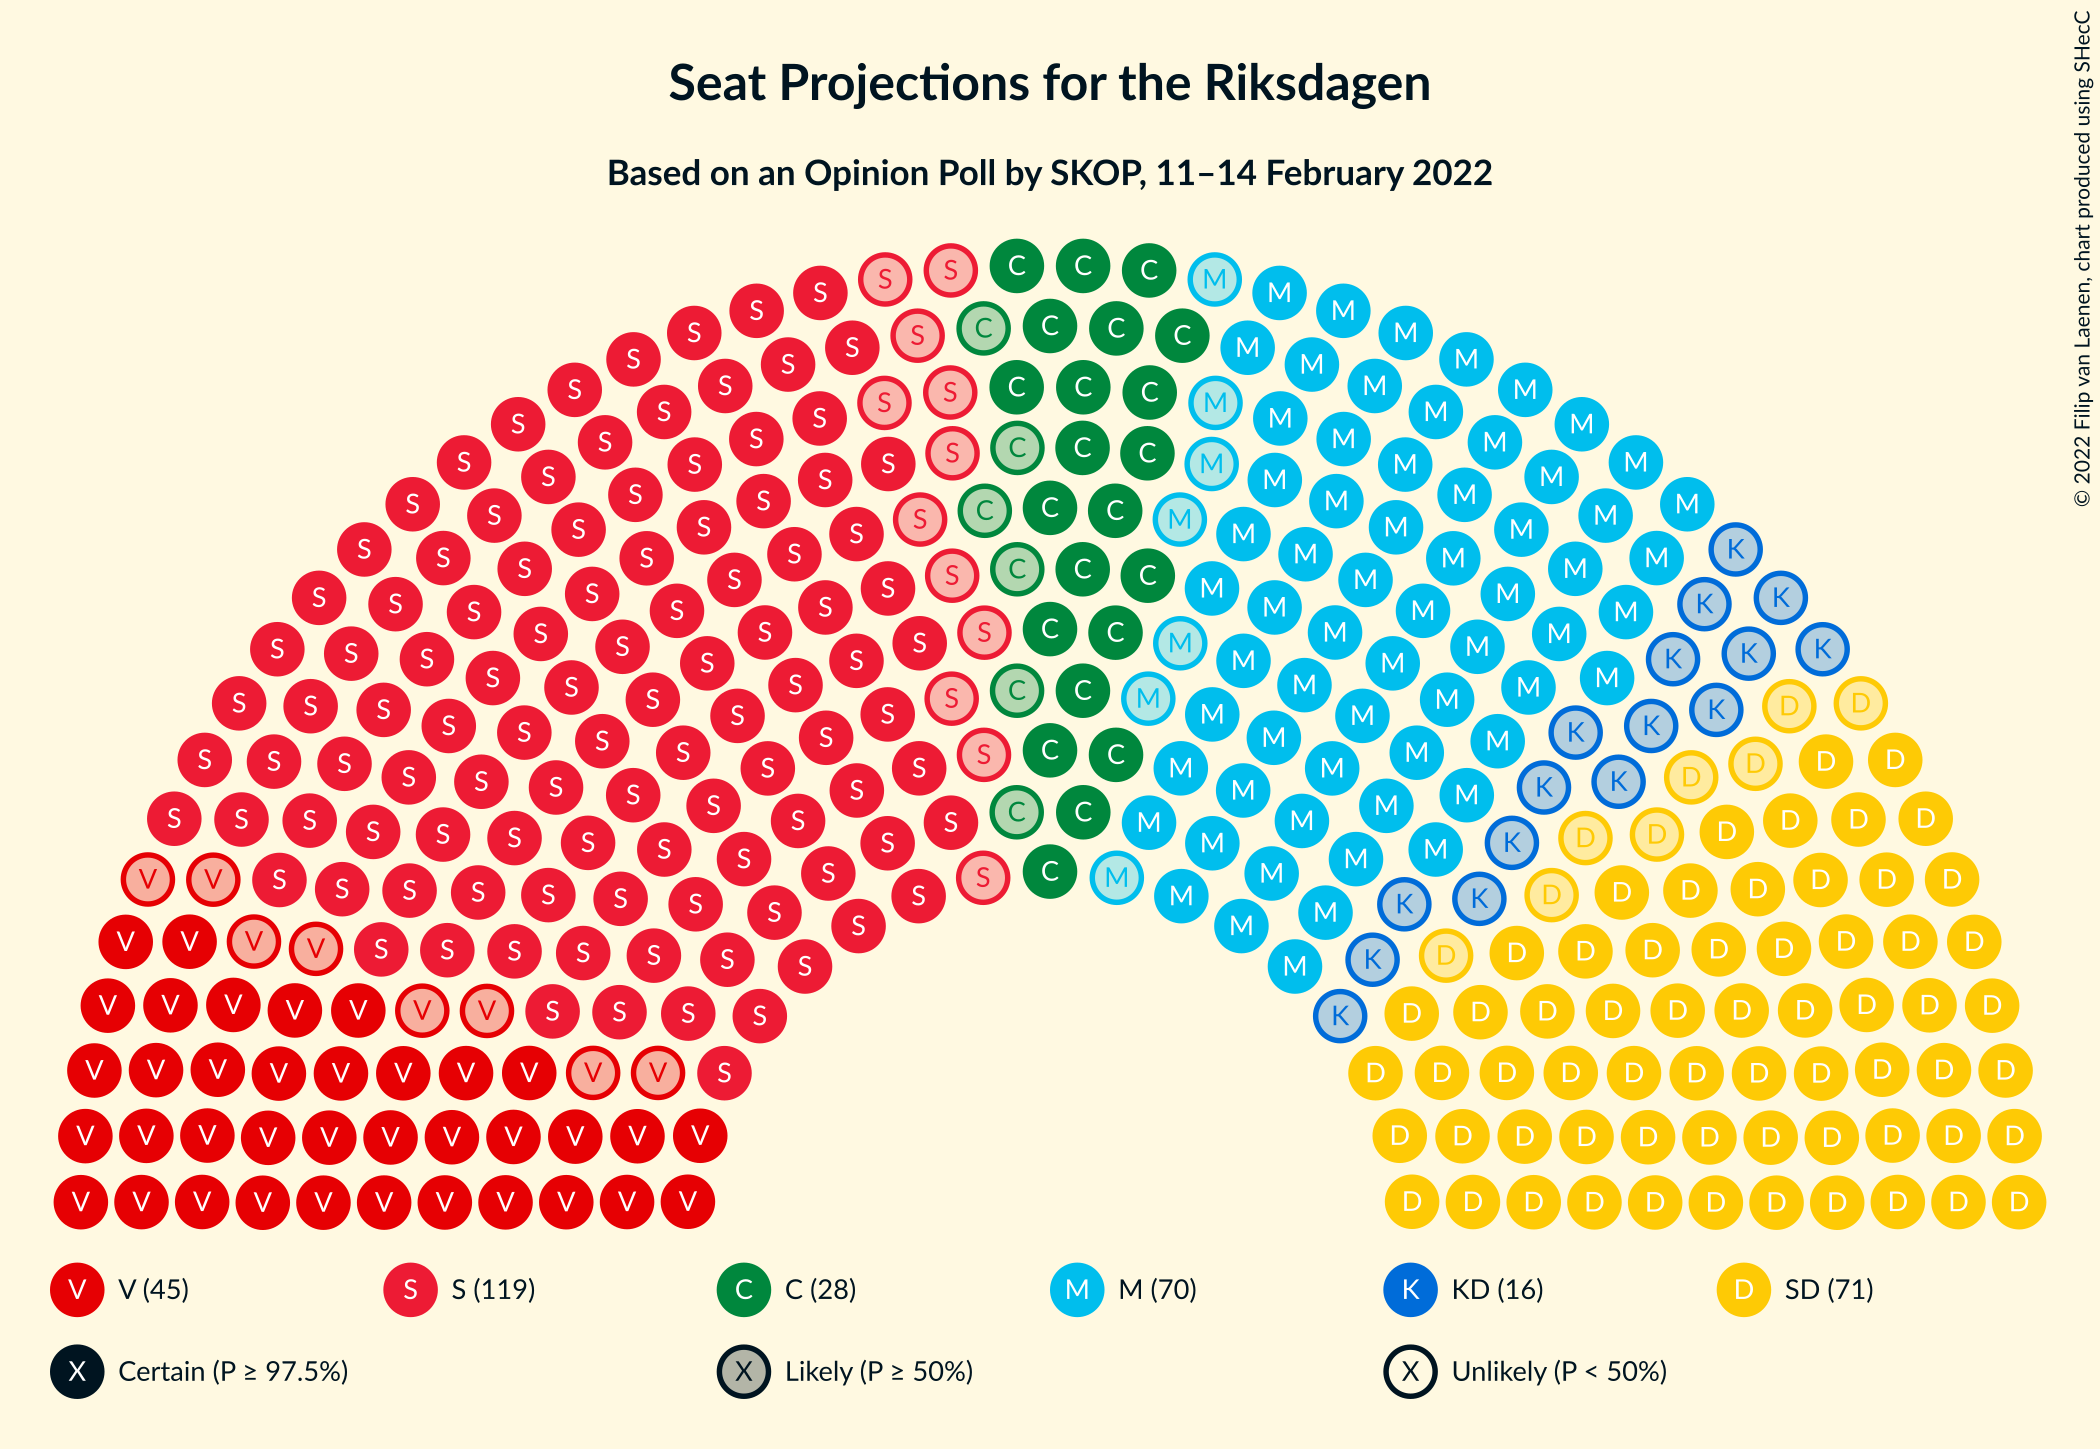 Seat Projections for the Riksdagen
Based on an Opinion Poll by SKOP, 11–14 February 2022
© 2022 Filip van Laenen, chart produced using SHecC
V V (45)
S S (119)
C C (28)
M M (70)
K KD (16)
D SD (71)
X Certain (P ≥ 97.5%)
X Likely (P ≥ 50%)
X Unlikely (P < 50%)